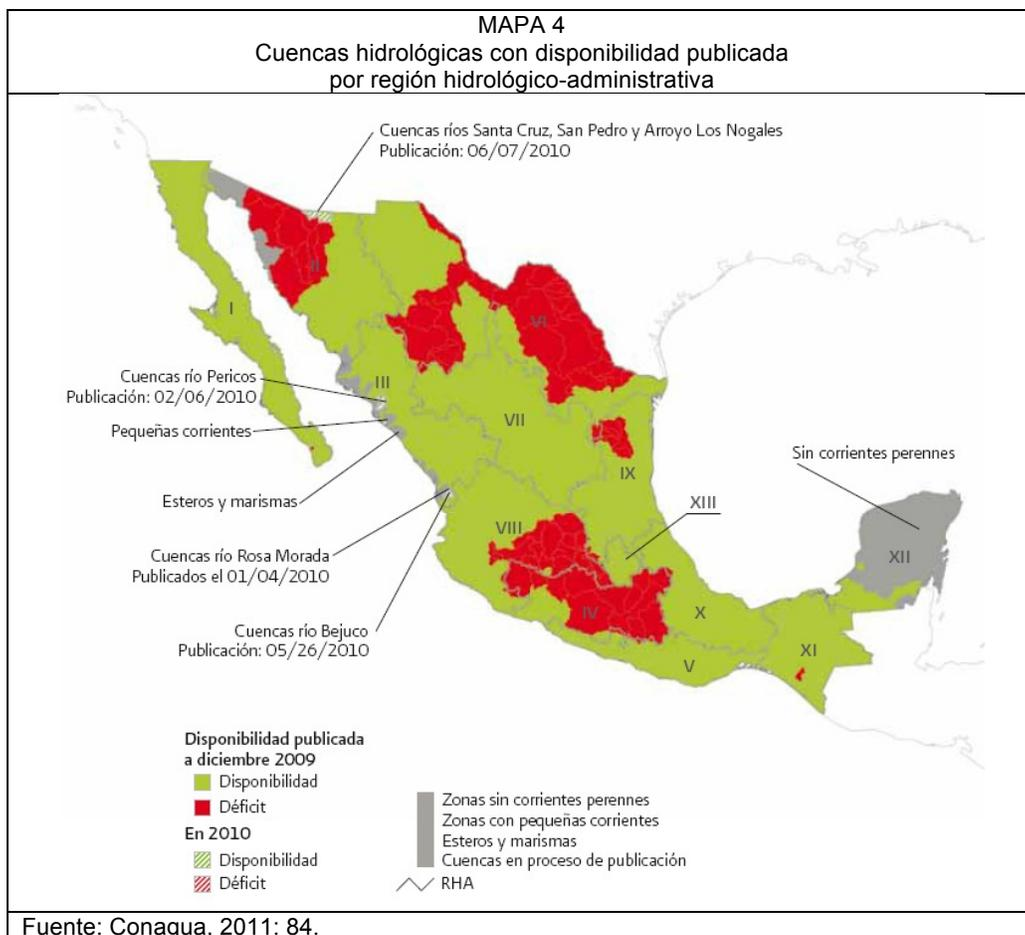 MAPA 4
Cuencas hidrológicas con disponibilidad publicada
por región hidrológico-administrativa
Cuencas ríos Santa Cruz, San Pedro y Arroyo Los Nogales
Publicación: 06/07/2010
II
I
VI
Cuencas río Pericos
Publicación: 02/06/2010
III
Pequeñas corrientes
VII
Sin corrientes perennes
Esteros y marismas
IX
XIII
VIII
XII
Cuencas río Rosa Morada
Publicados el 01/04/2010
IV
X
Cuencas río Bejuco
Publicación: 05/26/2010
V
XI
Disponibilidad publicada
a diciembre 2009
Disponibilidad
Déficit
En 2010
Disponibilidad
Déficit
Zonas sin corrientes perennes
Zonas con pequeñas corrientes
Esteros y marismas
Cuencas en proceso de publicación
RHA
Fuente: Conagua, 2011: 84.